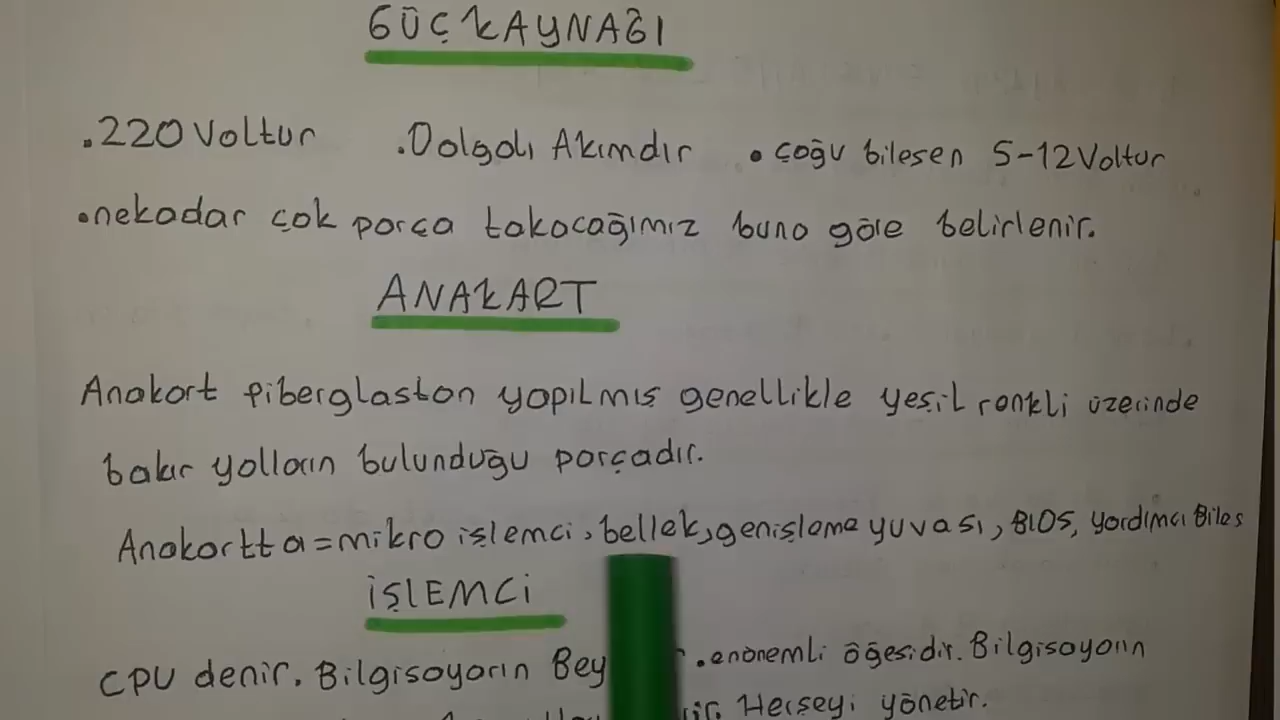 GÜÇ KAYNAĞI
.220 Voltur .Dalgalı Akımdır . çoğu bilesen 5-12 Voltur
.nekadar çok parça takacağımız buna göre belirlenir.
ANAKART
Anakart fiberglastan yapılmış genellikle yeşil renkli üzerinde
bakır yolların bulunduğu parçadır.
Anakartta=mikro işlemci, bellek, genişlama yuvası, BIOS, yardımcı Biles
İŞLEMCİ
CPU denir. Bilgisayarın .enönemli öğesidir. Bilgisayarın
Herşeyi yönetir.